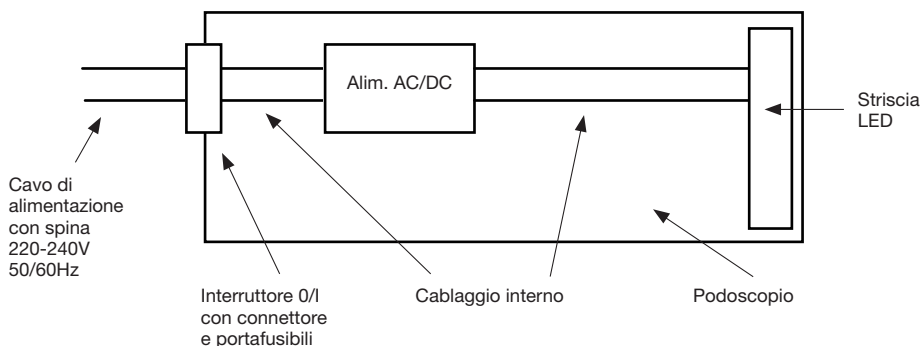 Alim. AC/DC
Striscia
LED
Cavo di
alimentazione
con spina
220-240V
50/60Hz
Interruttore 0/I
con connettore
e portafusibili
Cablaggio interno
Podoscopio